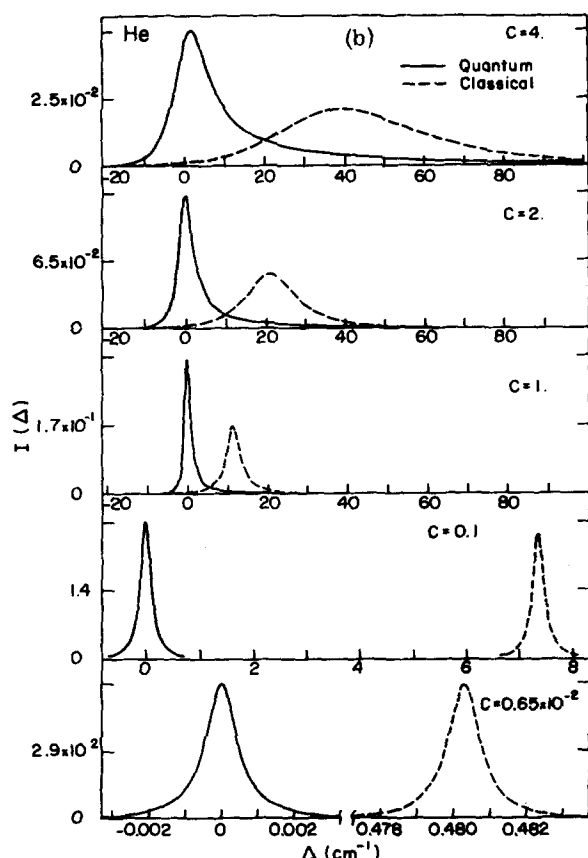 He
(b)
C=4.
Quantum
Classical
2.5x10⁻²
0
-20 0 20 40 60 80
C=2.
6.5x10⁻²
0
-20 0 20 40 60 80
C=1.
1.7x10⁻¹
0
-20 0 20 40 60 80
I (Δ)
C=0.1
1.4
0
0 2 4 6 8
C=0.65x10⁻²
2.9x10²
0
-0.002 0 0.002 0.478 0.480 0.482
Δ (cm⁻¹)